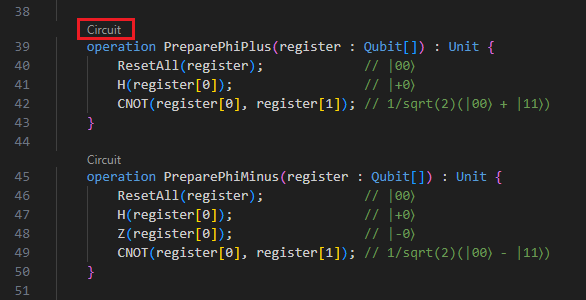 38
Circuit
39 operation PreparePhiPlus(register : Qubit[]) : Unit {
40 ResetAll(register); // |00⟩
41 H(register[0]); // |+0⟩
42 CNOT(register[0], register[1]); // 1/sqrt(2)(|00⟩ + |11⟩)
43 }
44
Circuit
45 operation PreparePhiMinus(register : Qubit[]) : Unit {
46 ResetAll(register); // |00⟩
47 H(register[0]); // |+0⟩
48 Z(register[0]); // |-0⟩
49 CNOT(register[0], register[1]); // 1/sqrt(2)(|00⟩ - |11⟩)
50 }
51